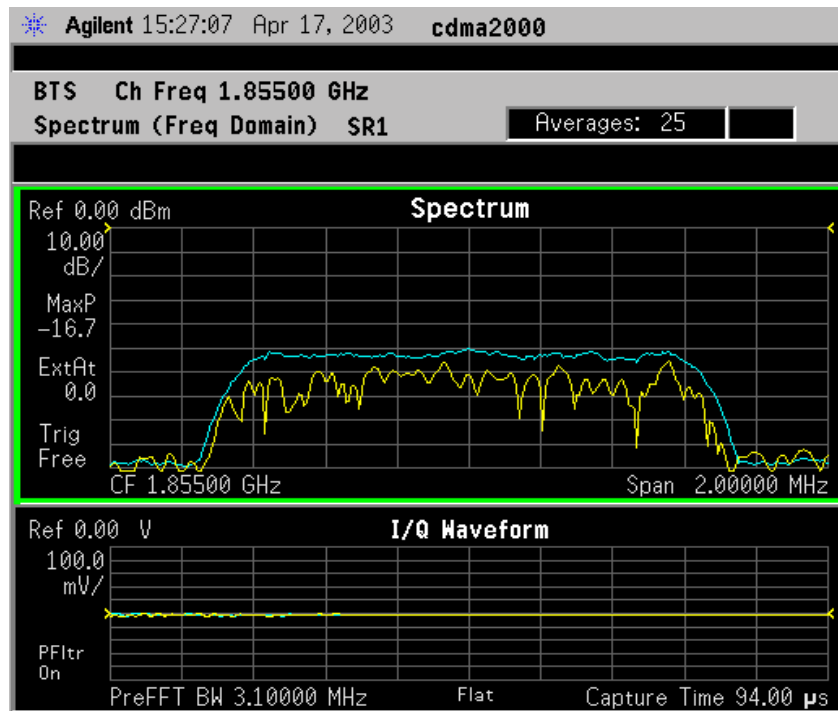 Agilent 15:27:07 Apr 17, 2003 cdma2000
BTS Ch Freq 1.85500 GHz
Spectrum (Freq Domain) SR1 Averages: 25
Ref 0.00 dBm Spectrum
10.00
dB/
MaxP
-16.7
ExtAt
0.0
Trig
Free
CF 1.85500 GHz Span 2.00000 MHz
Ref 0.00 V I/Q Waveform
100.0
mV/
PFltr
On
PreFFT BW 3.10000 MHz Flat Capture Time 94.00 µs